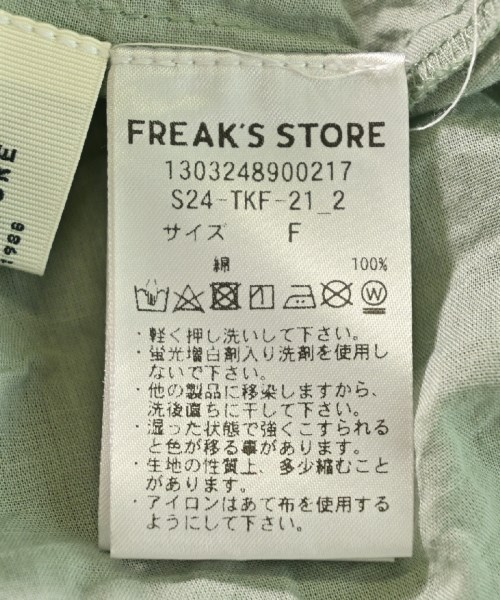 FREAK'S STORE
1303248900217
S24-TKF-21_2
サイズ F
綿 100%
W
・軽く押し洗いして下さい。
・蛍光増白剤入り洗剤を使用し
ないで下さい。
・他の製品に移染しますから、
洗後直ちに干して下さい。
・湿った状態で強くこすられる
と色が移る事があります。
・生地の性質上、多少縮むこと
があります。
・アイロンはあて布を使用する
ようにして下さい。
1986